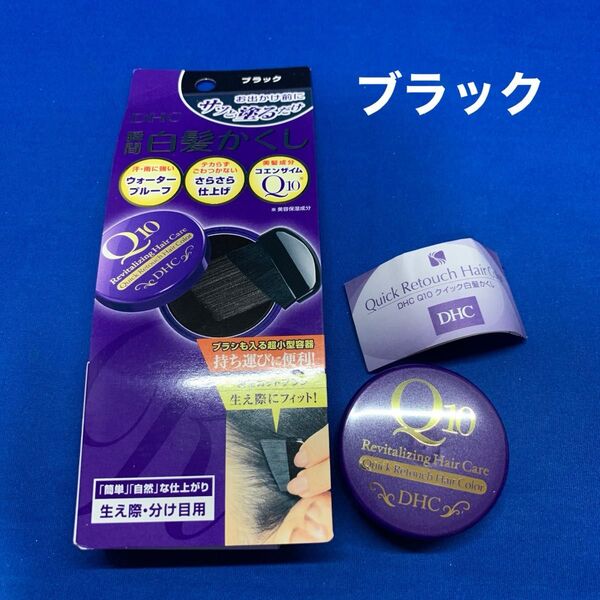 ブラック
お出かけ前に
サッと塗るだけ
DHC
瞬間
白髪かくし
汗・雨に強い
ウォーター
プルーフ
テカらず
ごわつかない
さらさら
仕上げ
美髪成分※
コエンザイム
Q10
※美容保湿成分
Q10
Revitalizing Hair Care
Quick Retouch Hair Color
DHC
ブラシも入る超小型容器
持ち運びに便利!
生え際にフィット!
「簡単」「自然」な仕上がり
生え際・分け目用
ブラック
Quick Retouch Hair
DHC Q10 クイック白髪かくし
DHC
Q10
Revitalizing Hair Care
Quick Retouch Hair Color
DHC